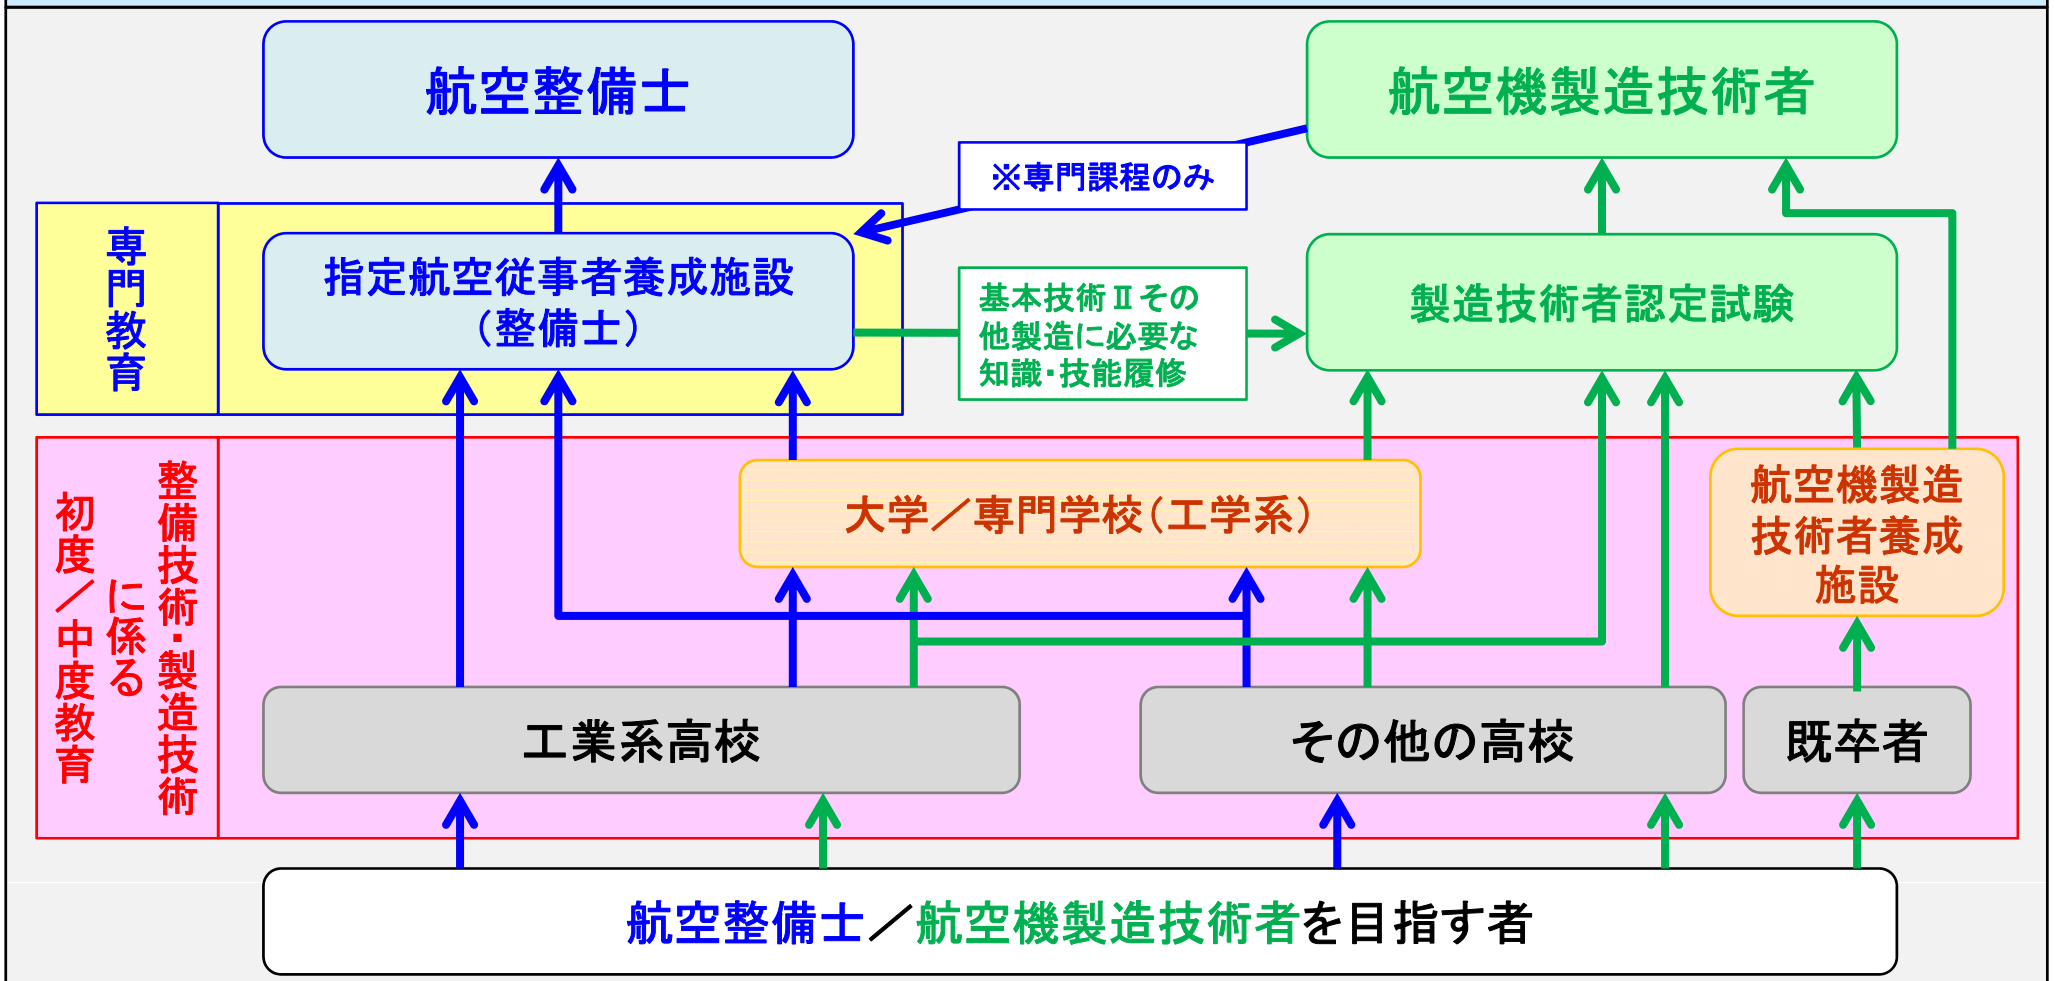 航空整備士
航空機製造技術者
※専門課程のみ
専門教育
指定航空従事者養成施設
（整備士）
基本技術Ⅱその
他製造に必要な
知識・技能履修
製造技術者認定試験
整備技術・製造技術
に係る
初度／中度教育
大学／専門学校（工学系）
航空機製造
技術者養成
施設
工業系高校
その他の高校
既卒者
航空整備士／航空機製造技術者を目指す者